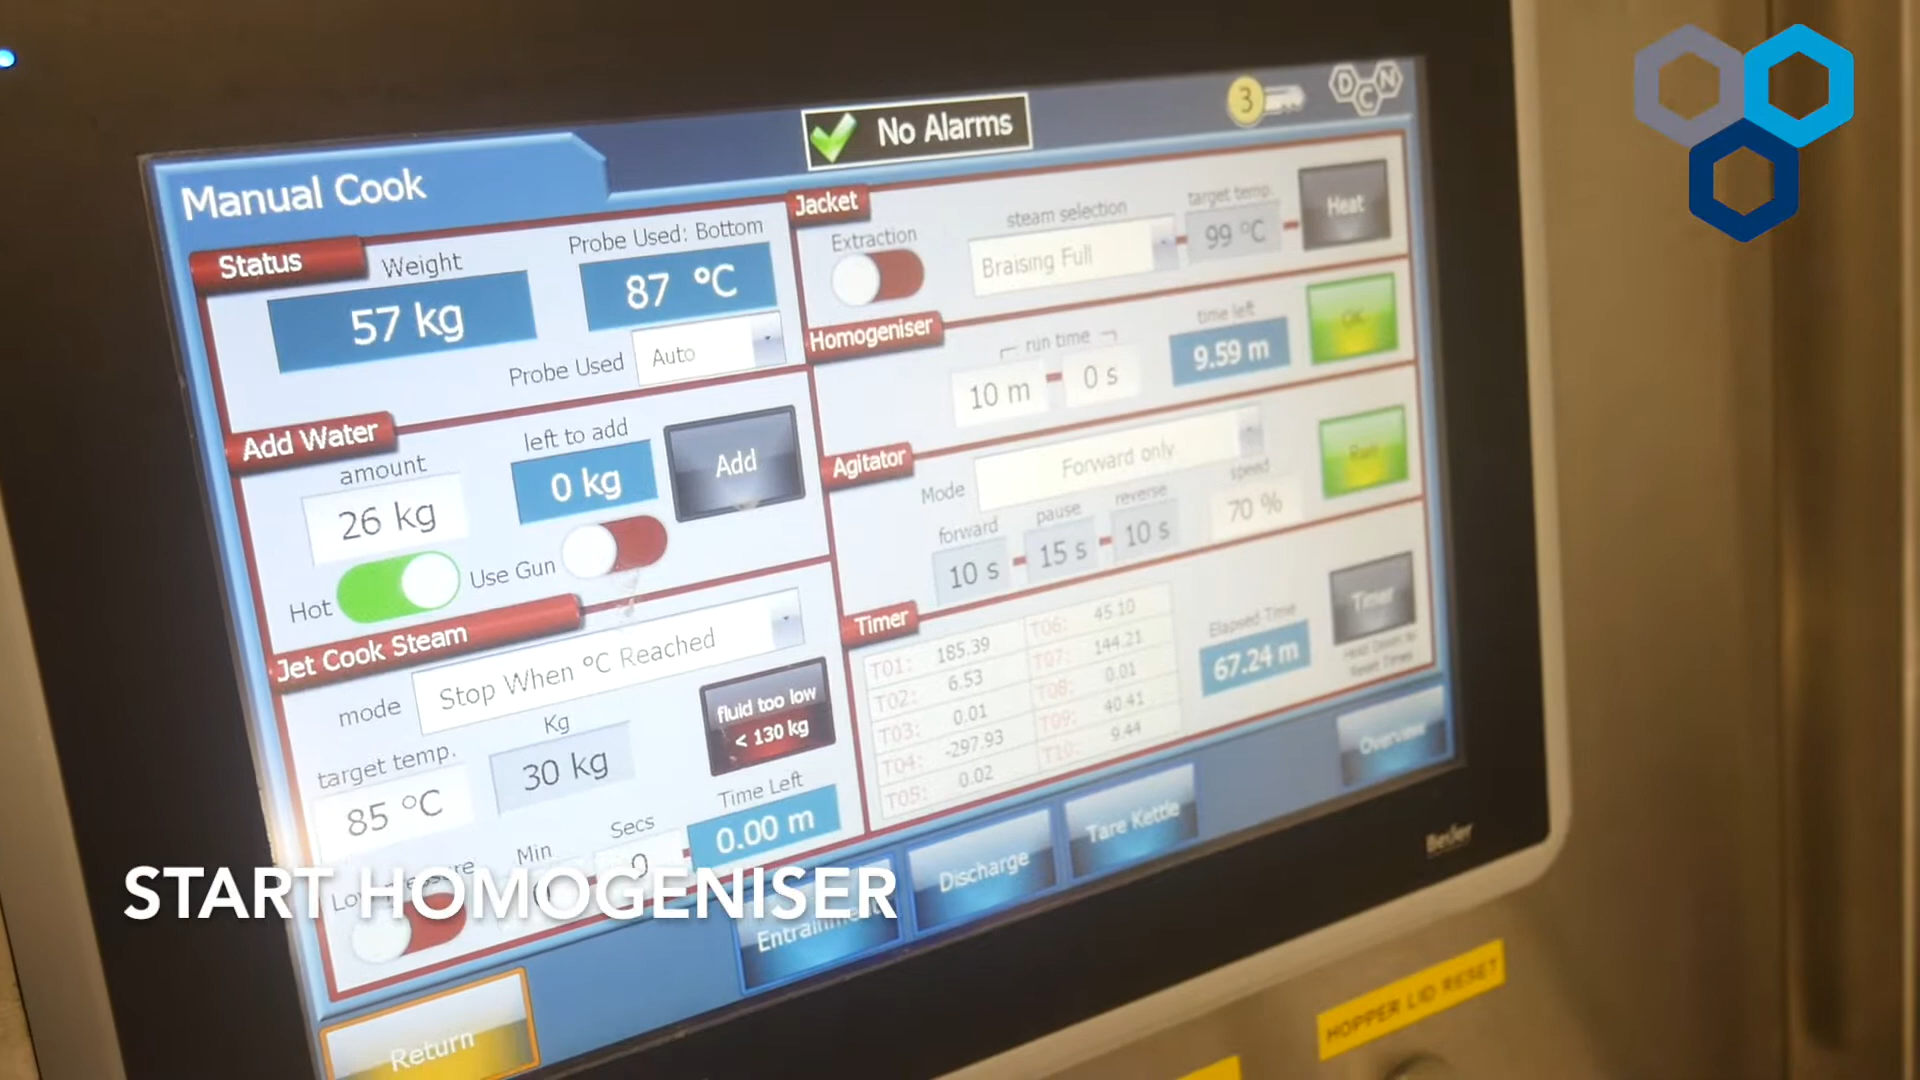 No Alarms
3
DCN
Manual Cook
Status
Weight
57 kg
Probe Used: Bottom
87 °C
Probe Used
Auto
Add Water
amount
26 kg
left to add
0 kg
Add
Hot
Use Gun
Jet Cook Steam
mode
Stop When °C Reached
target temp.
85 °C
Kg
30 kg
fluid too low
< 130 kg
Min
Secs
0
Time Left
0.00 m
Jacket
Extraction
steam selection
Braising Full
target temp.
99 °C
Heat
Homogeniser
run time
10 m
0 s
time left
9.59 m
Agitator
Mode
Forward only
forward
10 s
pause
15 s
reverse
10 s
speed
70 %
Run
Timer
T01: 185.39
T02: 6.53
T03: 0.01
T04: -297.93
T05: 0.02
T06: 45.10
T07: 144.21
T08: 0.01
T09: 40.41
T10: 9.44
Elapsed Time
67.24 m
Timer
Entrainment
Discharge
Tare Kettle
Overview
Return
Beijer
START HOMOGENISER
HOPPER LID RESET